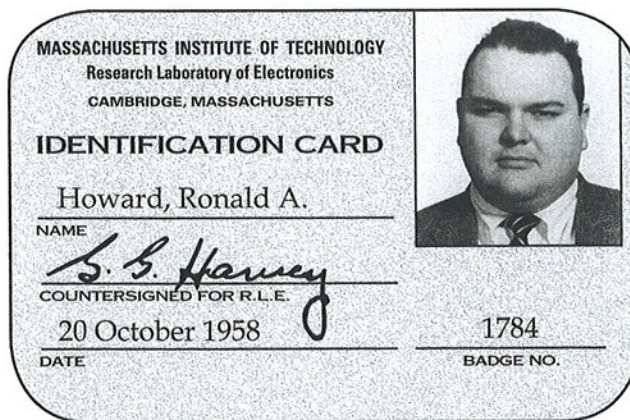 MASSACHUSETTS INSTITUTE OF TECHNOLOGY
Research Laboratory of Electronics
CAMBRIDGE, MASSACHUSETTS
IDENTIFICATION CARD
Howard, Ronald A.
NAME
G. G. Harvey
COUNTERSIGNED FOR R.L.E.
20 October 1958
DATE
1784
BADGE NO.